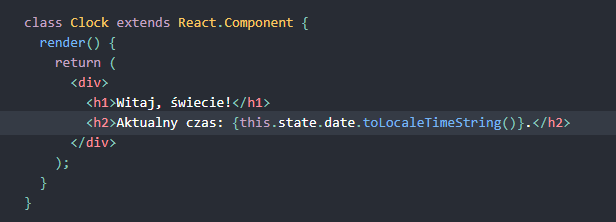 class Clock extends React.Component {
  render() {
    return (
      <div>
        <h1>Witaj, świecie!</h1>
        <h2>Aktualny czas: {this.state.date.toLocaleTimeString()}.</h2>
      </div>
    );
  }
}